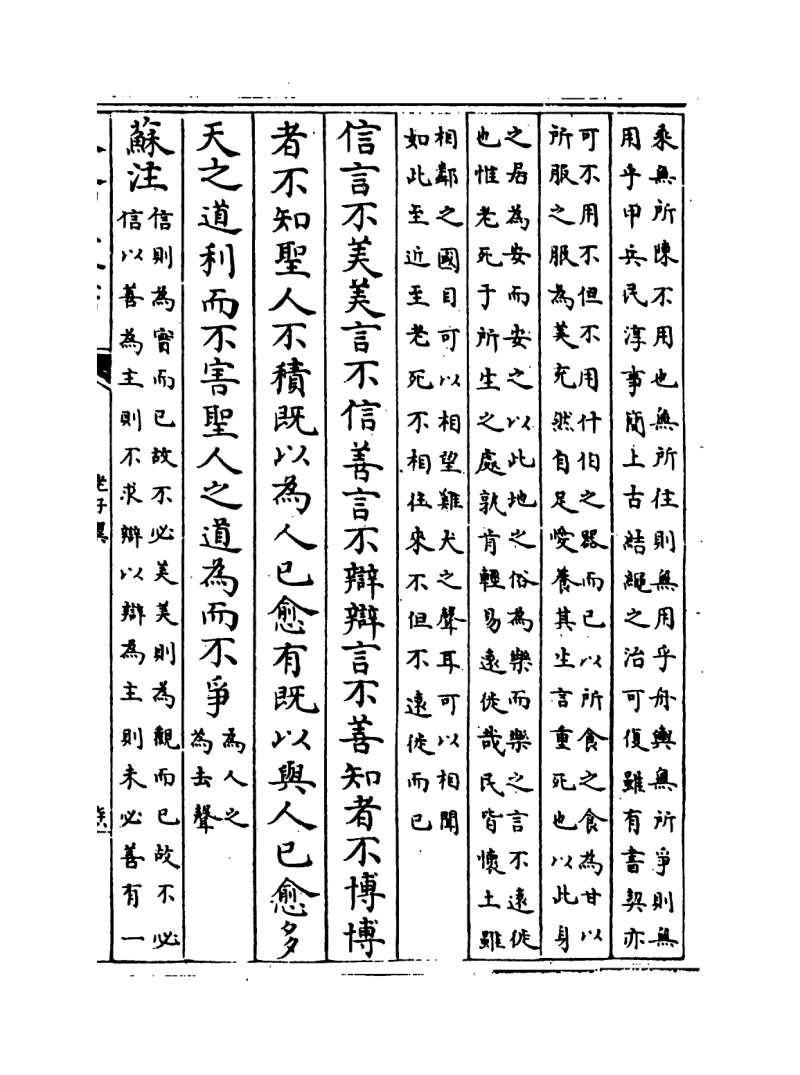 乘無所陳不用也無所往則無用乎舟輿無所爭則無
用乎甲兵民淳事簡上古結繩之治可復雖有書契亦
可不用不但不用什伯之器而已以所食之食為甘以
所服之服為美充然自足愛養其生言重死也以此身
之居為安而安之以此地之俗為樂而樂之言不遠徙
也惟老死于所生之處孰肯輕易遠徙哉民皆懷土雖
相鄰之國目可以相望雞犬之聲耳可以相聞
如此至近至老死不相往來不但不遠徙而已
信言不美美言不信善言不辯辯言不善知者不博博
者不知聖人不積既以為人已愈有既以與人已愈多
天之道利而不害聖人之道為而不爭
為人之
為去聲
蘇注
信則為實而已故不必美美則為觀而已故不必
信以善為主則不求辯以辯為主則未必善有一
老子翼